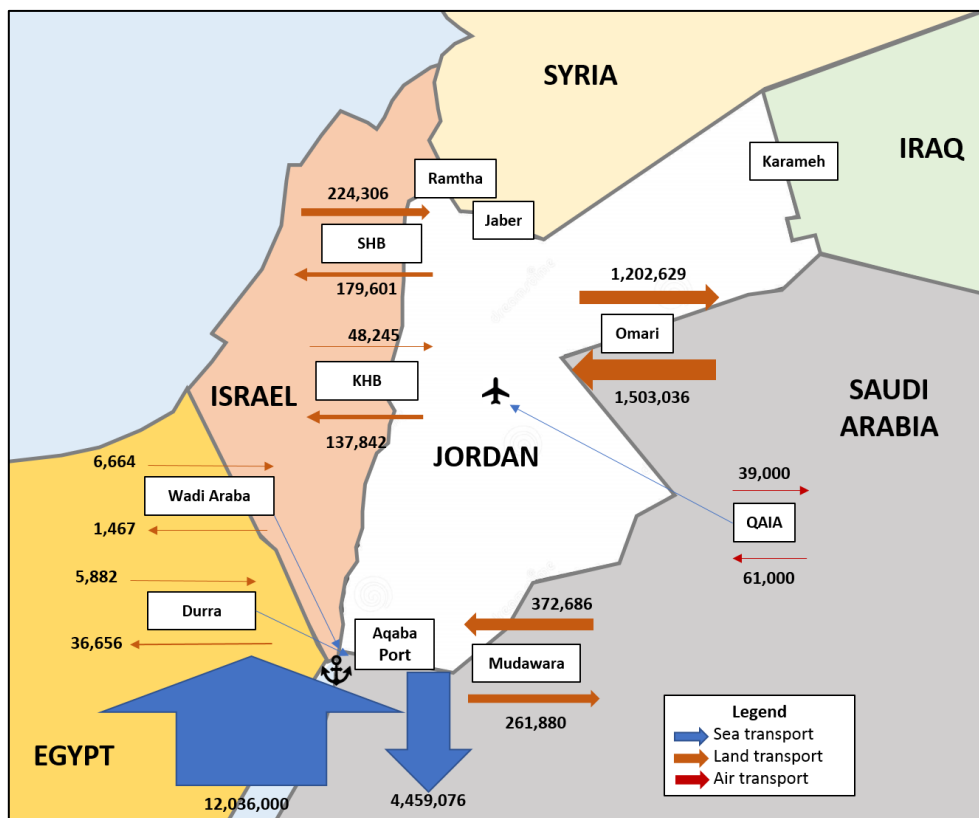 SYRIA
IRAQ
Karameh
Ramtha
224,306
Jaber
SHB
179,601
1,202,629
48,245
Omari
KHB
ISRAEL
1,503,036
SAUDI
ARABIA
137,842
JORDAN
6,664
39,000
Wadi Araba
QAIA
1,467
61,000
5,882
372,686
Durra
Aqaba
Port
36,656
Mudawara
261,880
Legend
Sea transport
Land transport
Air transport
EGYPT
12,036,000
4,459,076